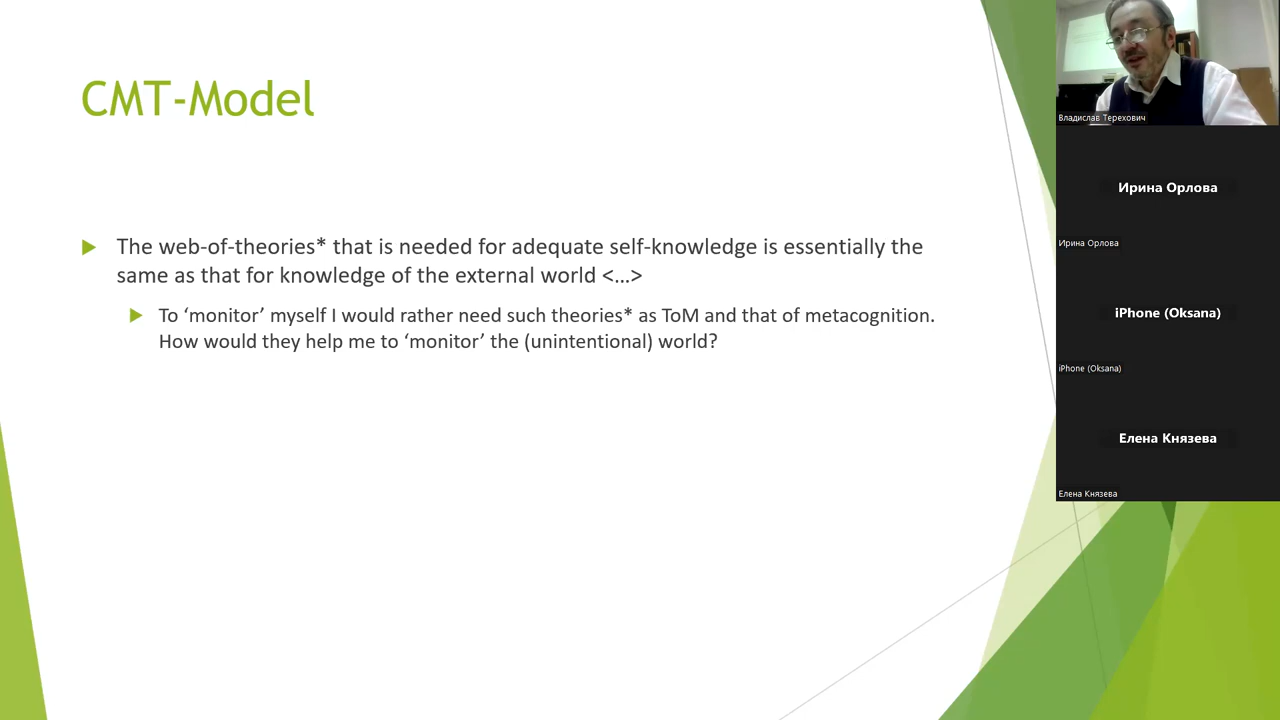 CMT-Model
The web-of-theories* that is needed for adequate self-knowledge is essentially the
same as that for knowledge of the external world <...>
To ‘monitor’ myself I would rather need such theories* as ToM and that of metacognition.
How would they help me to ‘monitor’ the (unintentional) world?
Владислав Терехович
Ирина Орлова
Ирина Орлова
iPhone (Oksana)
iPhone (Oksana)
Елена Князева
Елена Князева